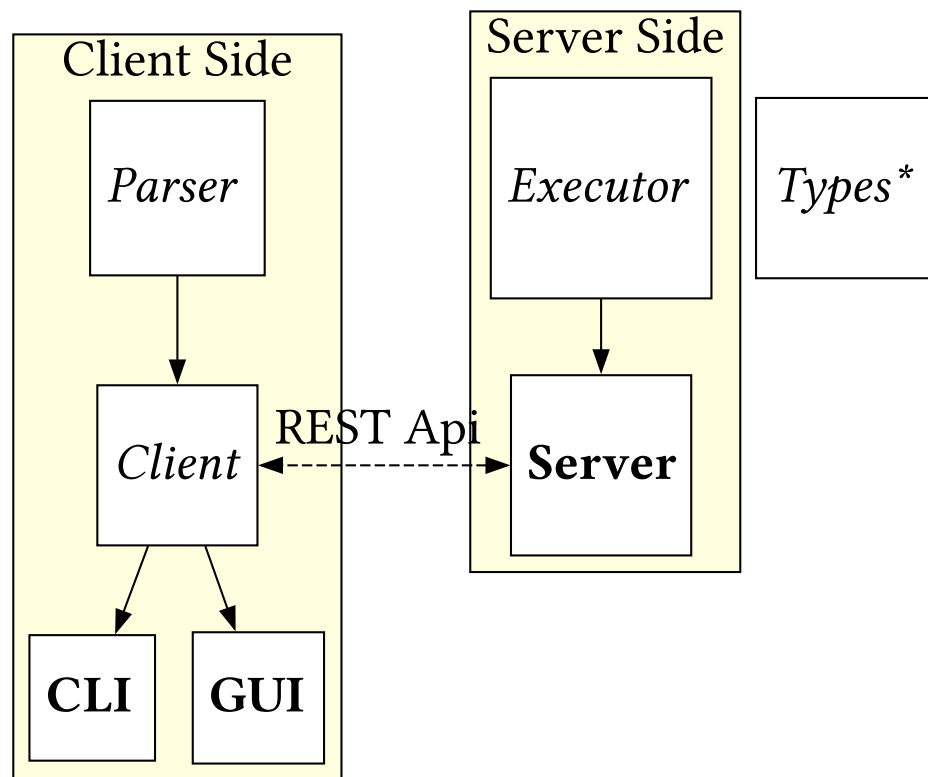 Client Side
Parser
Client
CLI
GUI
REST Api
Server Side
Executor
Server
Types*